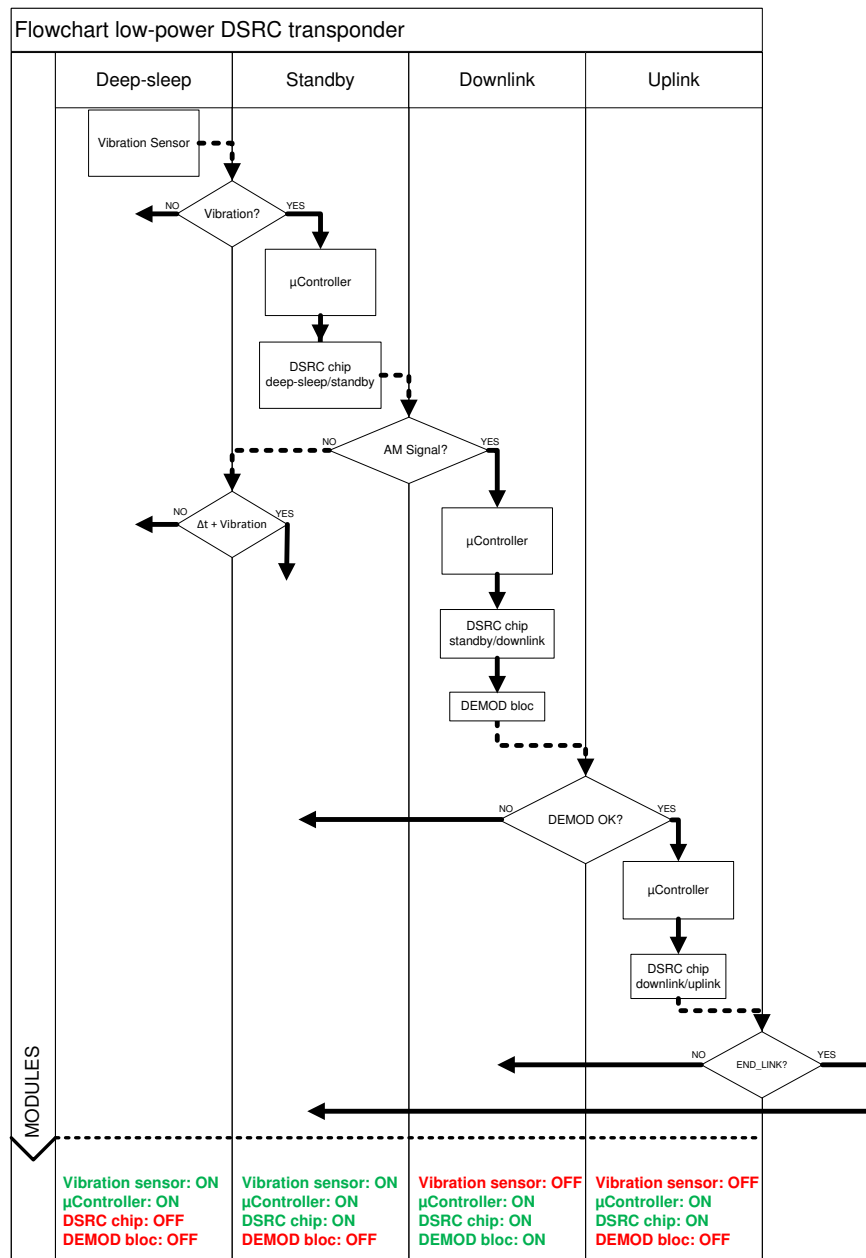 Flowchart low-power DSRC transponder
Deep-sleep
Standby
Downlink
Uplink
Vibration Sensor
Vibration?
NO
YES
µController
DSRC chip
deep-sleep/standby
AM Signal?
NO
YES
Δt + Vibration
NO
YES
µController
DSRC chip
standby/downlink
DEMOD bloc
DEMOD OK?
NO
YES
µController
DSRC chip
downlink/uplink
END_LINK?
NO
YES
MODULES
Vibration sensor: ON
µController: ON
DSRC chip: OFF
DEMOD bloc: OFF
Vibration sensor: ON
µController: ON
DSRC chip: ON
DEMOD bloc: OFF
Vibration sensor: OFF
µController: ON
DSRC chip: ON
DEMOD bloc: ON
Vibration sensor: OFF
µController: ON
DSRC chip: ON
DEMOD bloc: OFF